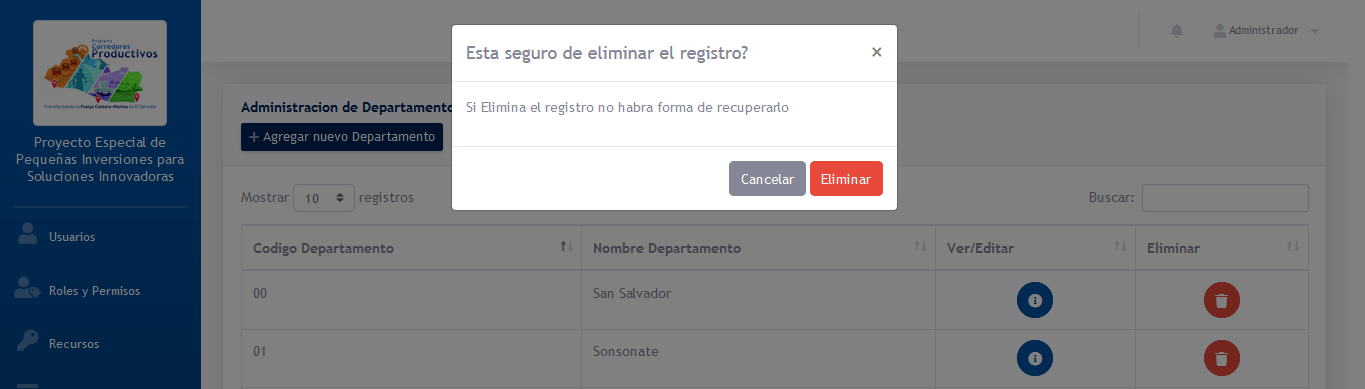 Programa
Corredores
Productivos
Transformando la Franja Costero-Marina de El Salvador
Proyecto Especial de
Pequeñas Inversiones para
Soluciones Innovadoras
Usuarios
Roles y Permisos
Recursos
Administrador
Esta seguro de eliminar el registro?
×
Si Elimina el registro no habra forma de recuperarlo
Cancelar Eliminar
Administracion de Departamento
+ Agregar nuevo Departamento
Mostrar 10 registros
Buscar:
Codigo Departamento Nombre Departamento Ver/Editar Eliminar
00 San Salvador
01 Sonsonate